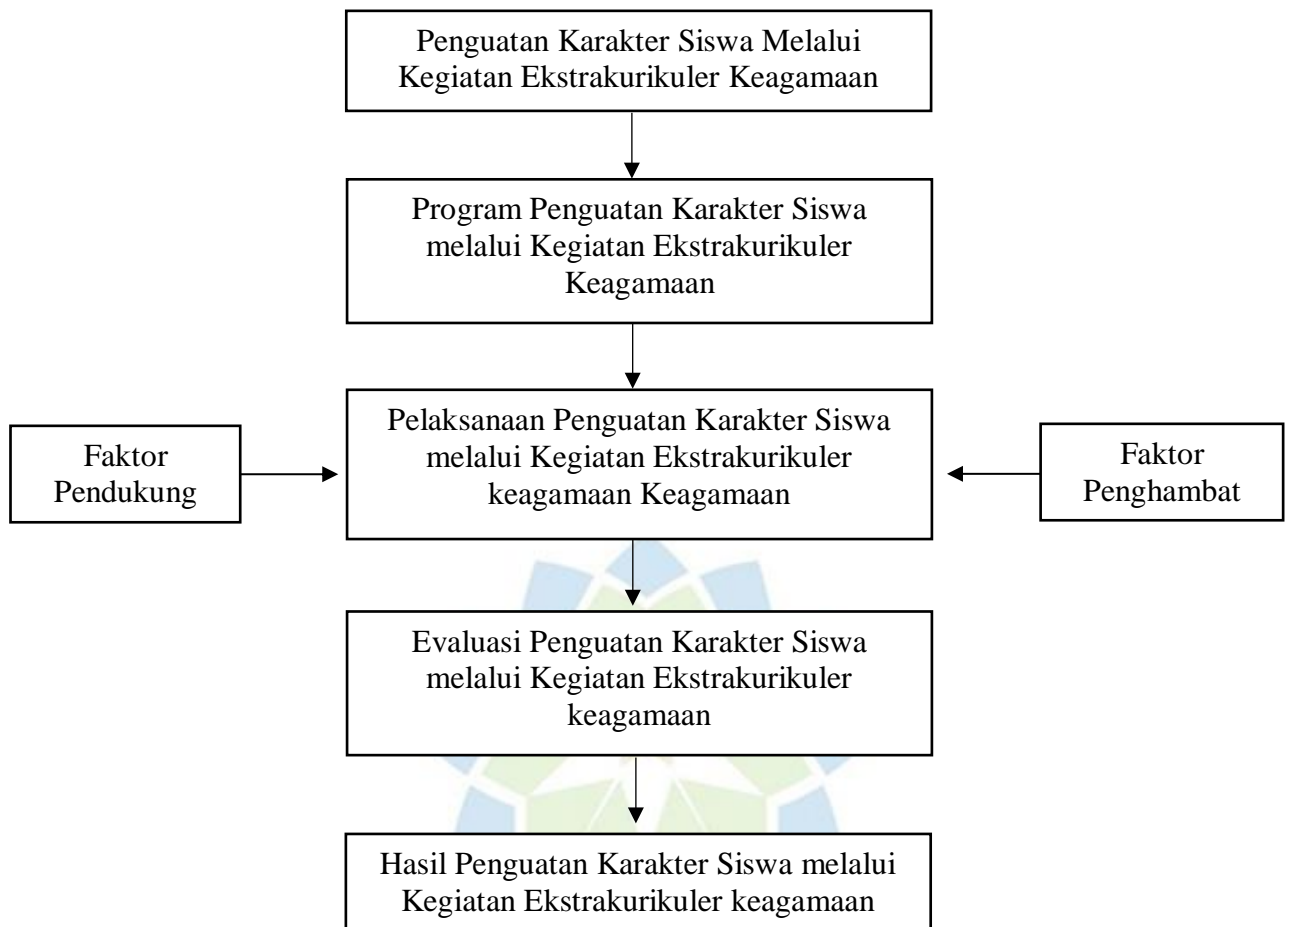 Penguatan Karakter Siswa Melalui
Kegiatan Ekstrakurikuler Keagamaan
Program Penguatan Karakter Siswa
melalui Kegiatan Ekstrakurikuler
Keagamaan
Pelaksanaan Penguatan Karakter Siswa
melalui Kegiatan Ekstrakurikuler
keagamaan Keagamaan
Faktor
Pendukung
Faktor
Penghambat
Evaluasi Penguatan Karakter Siswa
melalui Kegiatan Ekstrakurikuler
keagamaan
Hasil Penguatan Karakter Siswa melalui
Kegiatan Ekstrakurikuler keagamaan